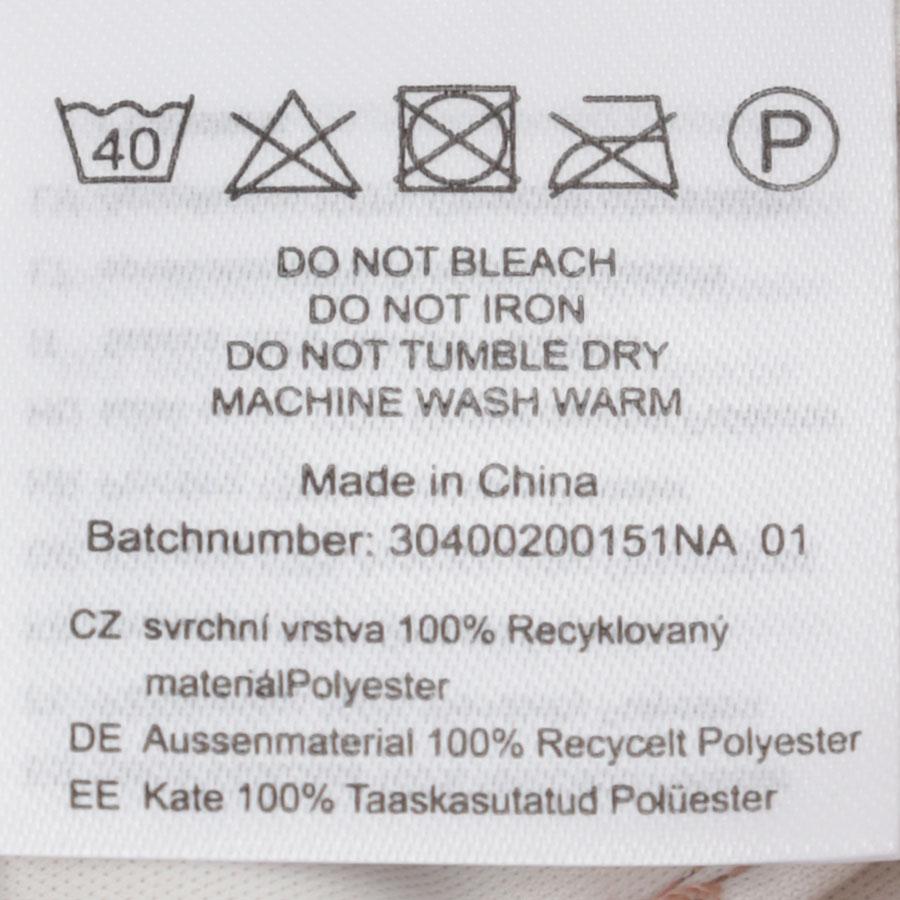 40 P
DO NOT BLEACH
DO NOT IRON
DO NOT TUMBLE DRY
MACHINE WASH WARM
Made in China
Batchnumber: 30400200151NA 01
CZ svrchní vrstva 100% Recyklovaný
materiálPolyester
DE Aussenmaterial 100% Recycelt Polyester
EE Kate 100% Taaskasutatud Polüester